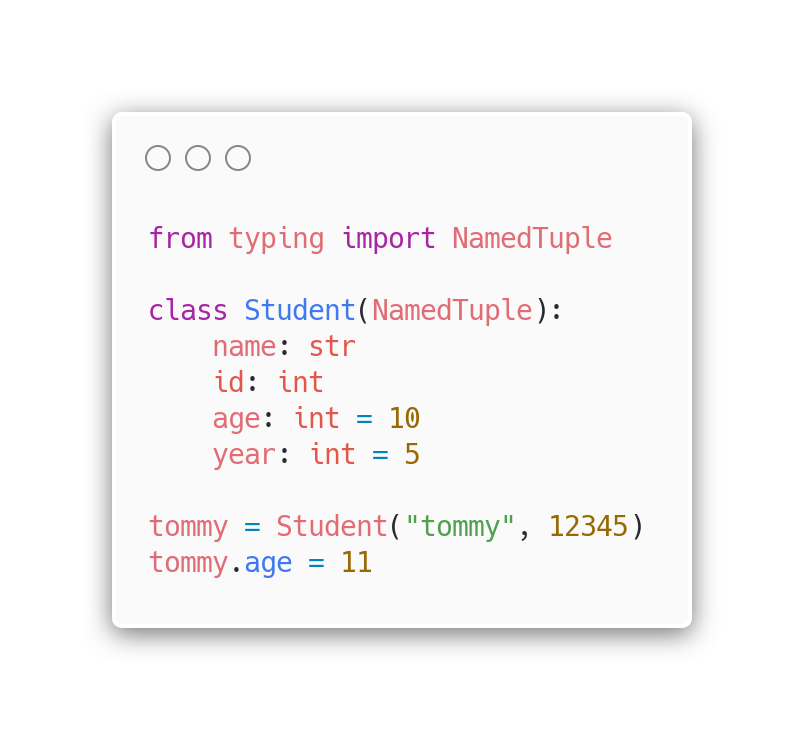 from typing import NamedTuple
class Student(NamedTuple):
    name: str
    id: int
    age: int = 10
    year: int = 5
tommy = Student("tommy", 12345)
tommy.age = 11